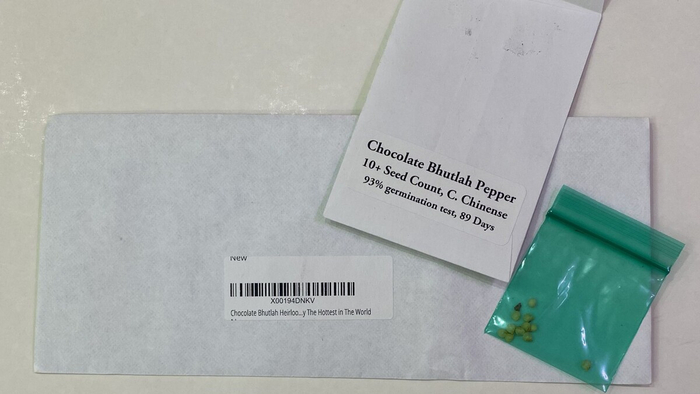 Chocolate Bhutlah Pepper
10+ Seed Count, C. Chinense
93% germination test, 89 Days
New
X00194DNKV
Chocolate Bhutlah Heirloo...y The Hottest in The World